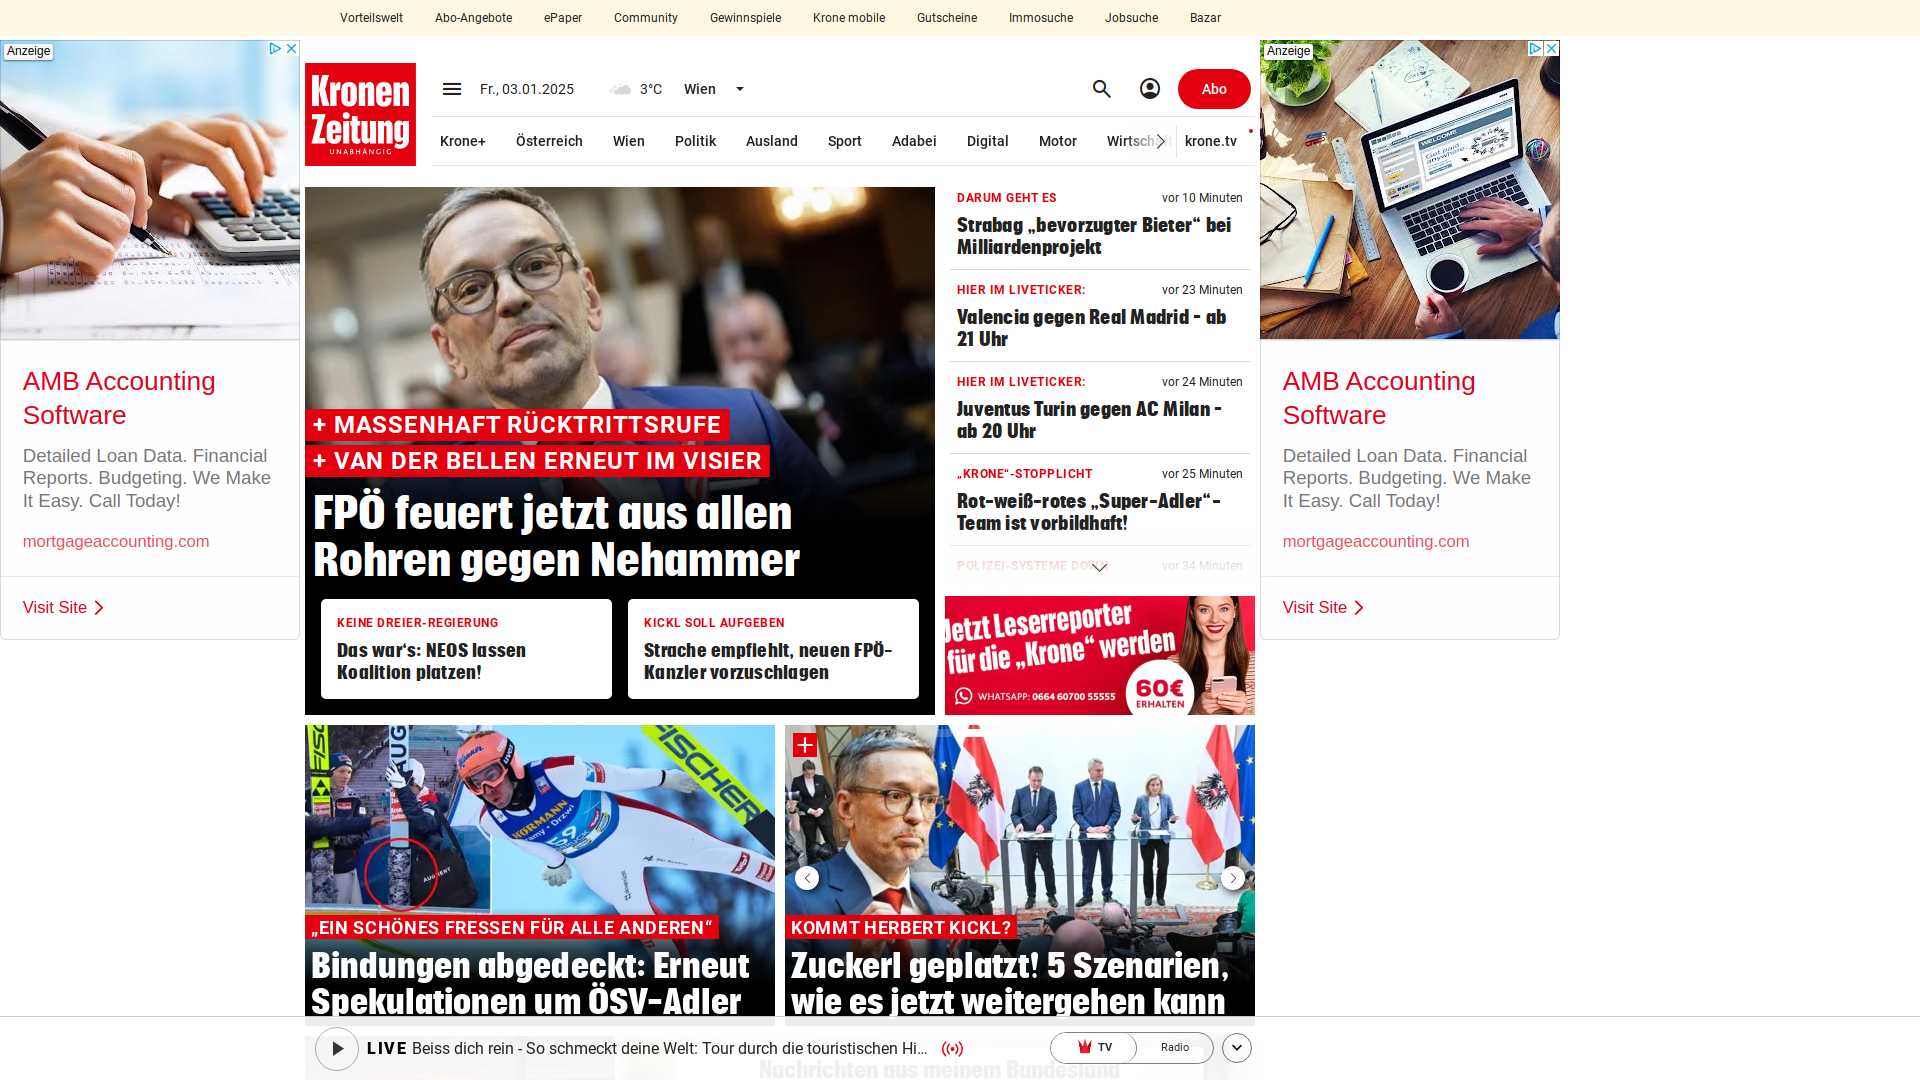 Vorteilswelt
Abo-Angebote
ePaper
Community
Gewinnspiele
Krone mobile
Gutscheine
Immosuche
Jobsuche
Bazar
Anzeige
AMB Accounting
Software
Detailed Loan Data. Financial
Reports. Budgeting. We Make
It Easy. Call Today!
mortgageaccounting.com
Visit Site
Kronen
Zeitung
UNABHÄNGIG
Fr., 03.01.2025
3°C
Wien
Abo
Krone+
Österreich
Wien
Politik
Ausland
Sport
Adabei
Digital
Motor
krone.tv
+ MASSENHAFT RÜCKTRITTSRUFE
+ VAN DER BELLEN ERNEUT IM VISIER
FPÖ feuert jetzt aus allen
Rohren gegen Nehammer
KEINE DREIER-REGIERUNG
Das war‘s: NEOS lassen
Koalition platzen!
KICKL SOLL AUFGEBEN
Strache empfiehlt, neuen FPÖ-
Kanzler vorzuschlagen
DARUM GEHT ES
vor 10 Minuten
Strabag „bevorzugter Bieter“ bei
Milliardenprojekt
HIER IM LIVETICKER:
vor 23 Minuten
Valencia gegen Real Madrid - ab
21 Uhr
HIER IM LIVETICKER:
vor 24 Minuten
Juventus Turin gegen AC Milan -
ab 20 Uhr
„KRONE“-STOPPLICHT
vor 25 Minuten
Rot-weiß-rotes „Super-Adler“-
Team ist vorbildhaft!
POLIZEI-SYSTEME
vor 34 Minuten
Jetzt Leserreporter
für die „Krone“ werden
WHATSAPP: 0664 60700 55555
60€
ERHALTEN
Anzeige
WELCOME!
AMB Accounting
Software
Detailed Loan Data. Financial
Reports. Budgeting. We Make
It Easy. Call Today!
mortgageaccounting.com
Visit Site
FISCHER
59
„EIN SCHÖNES FRESSEN FÜR ALLE ANDEREN“
Bindungen abgedeckt: Erneut
Spekulationen um ÖSV-Adler
KOMMT HERBERT KICKL?
Zuckerl geplatzt! 5 Szenarien,
wie es jetzt weitergehen kann
LIVE Beiss dich rein - So schmeckt deine Welt: Tour durch die touristischen Hi...
TV
Radio
Nachrichten aus meinem Bundesland